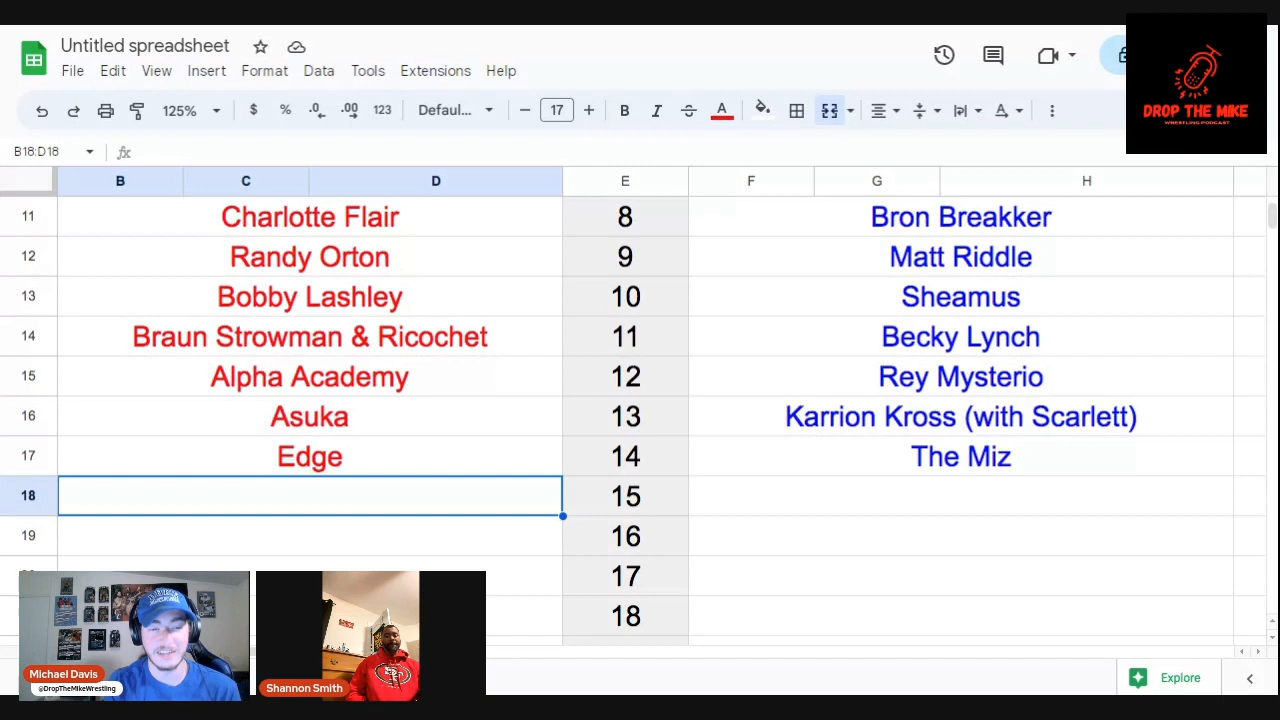 Untitled spreadsheet
File Edit View Insert Format Data Tools Extensions Help
125% $ % .0 .00 123 Defaul... − 17 + B I S A
DROP THE MIKE
WRESTLING PODCAST
B18:D18 fx
B C D E F G H
11 Charlotte Flair 8 Bron Breakker
12 Randy Orton 9 Matt Riddle
13 Bobby Lashley 10 Sheamus
14 Braun Strowman & Ricochet 11 Becky Lynch
15 Alpha Academy 12 Rey Mysterio
16 Asuka 13 Karrion Kross (with Scarlett)
17 Edge 14 The Miz
18 15
19 16
17
18
Michael Davis
@DropTheMikeWrestling
Shannon Smith
Explore